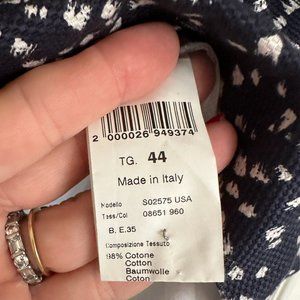 2 000026 949374
TG. 44
Made in Italy
Modello S02575 USA
Tess/Col 08651 960
B. E.35
Composizione Tessuto
98% Cotone
Cotton
Baumwolle
Coton